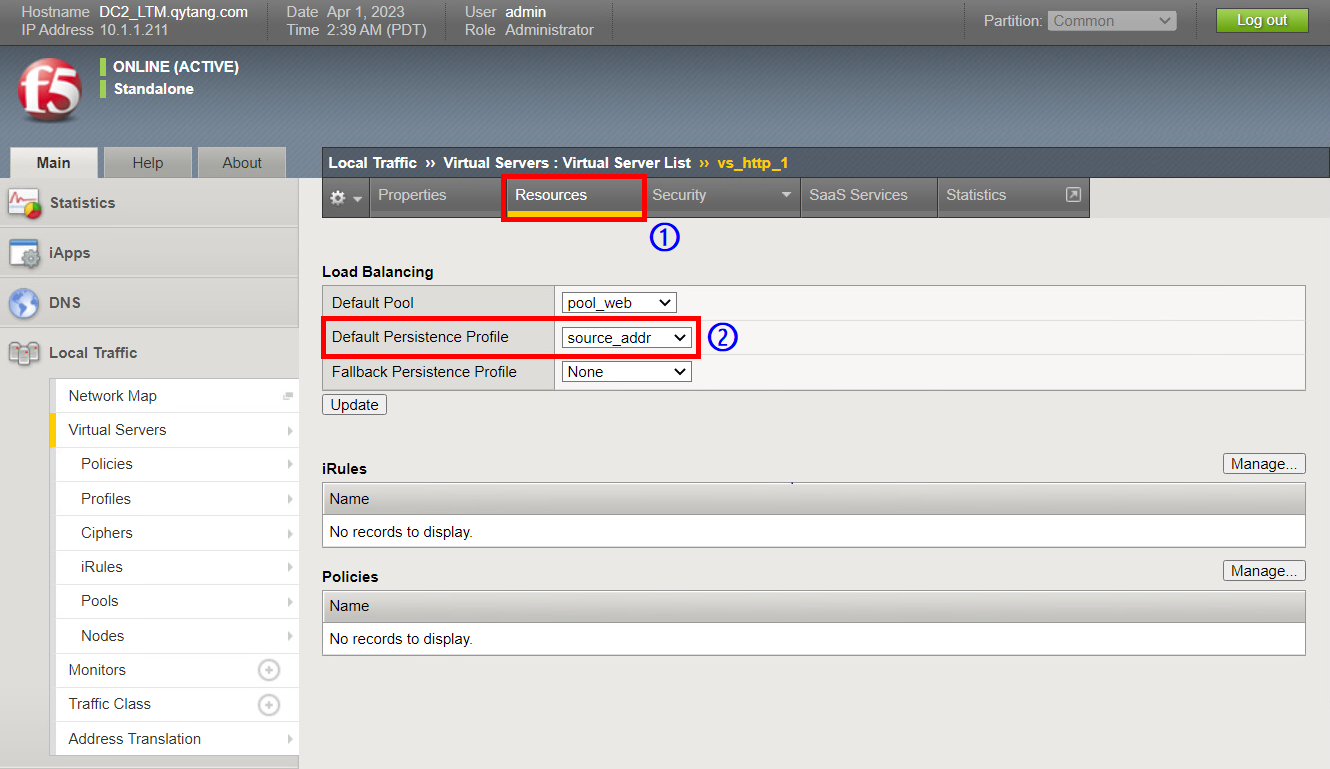 Hostname DC2_LTM.qytang.com Date Apr 1, 2023 User admin
IP Address 10.1.1.211 Time 2:39 AM (PDT) Role Administrator
Partition: Common Log out
f5
ONLINE (ACTIVE)
Standalone
Main Help About
Local Traffic ›› Virtual Servers : Virtual Server List ›› vs_http_1
Properties Resources Security SaaS Services Statistics
①
Statistics
iApps
DNS
Local Traffic
Network Map
Virtual Servers
Policies
Profiles
Ciphers
iRules
Pools
Nodes
Monitors
Traffic Class
Address Translation
Load Balancing
Default Pool pool_web
Default Persistence Profile source_addr ②
Fallback Persistence Profile None
Update
iRules Manage...
Name
No records to display.
Policies Manage...
Name
No records to display.